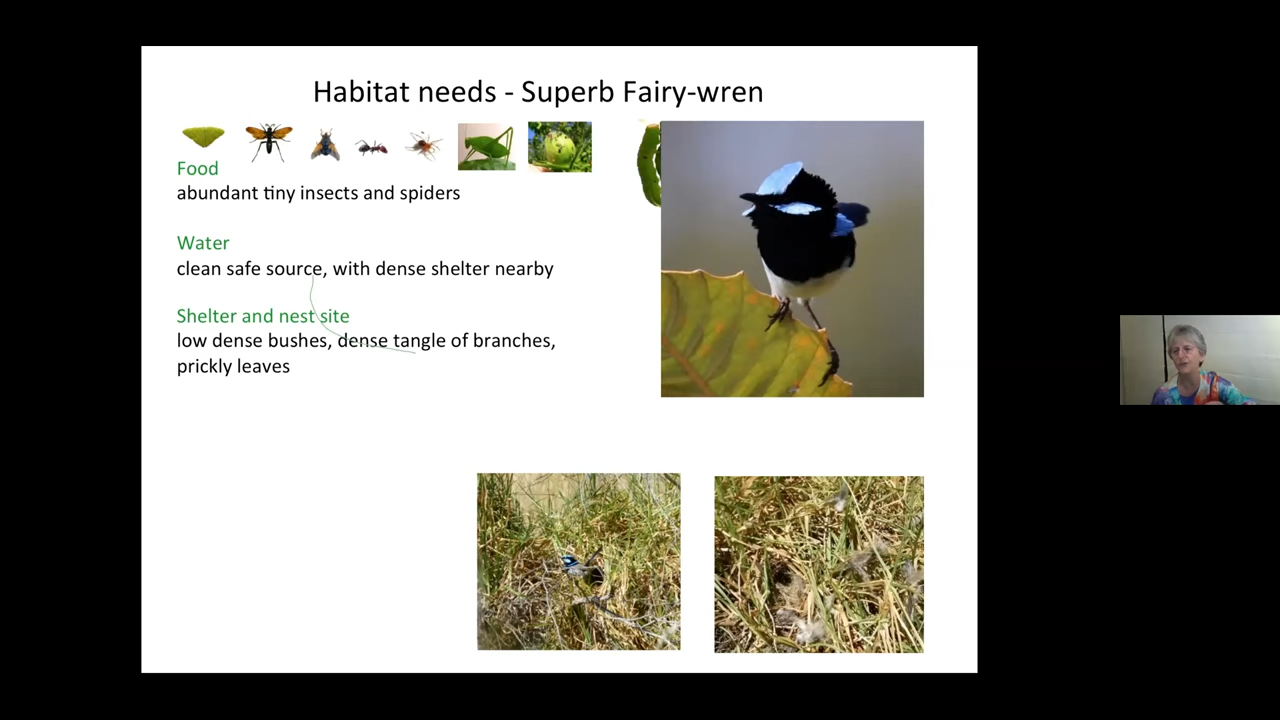 Habitat needs - Superb Fairy-wren
Food
abundant tiny insects and spiders
Water
clean safe source, with dense shelter nearby
Shelter and nest site
low dense bushes, dense tangle of branches,
prickly leaves